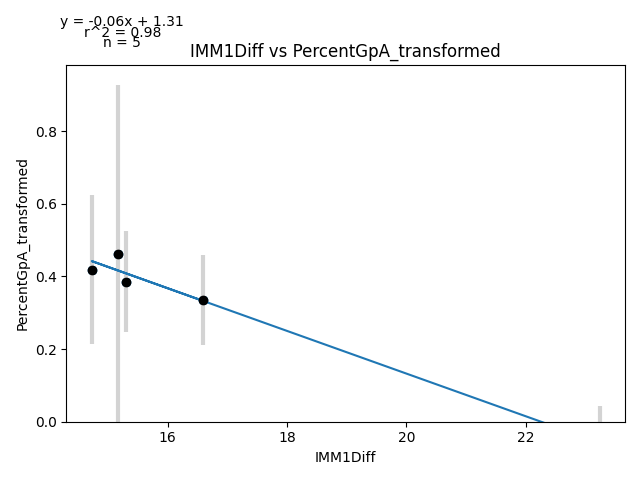 y = -0.06x + 1.31
r^2 = 0.98
n = 5
IMM1Diff vs PercentGpA_transformed
PercentGpA_transformed
0.8
0.6
0.4
0.2
0.0
16
18
20
22
IMM1Diff